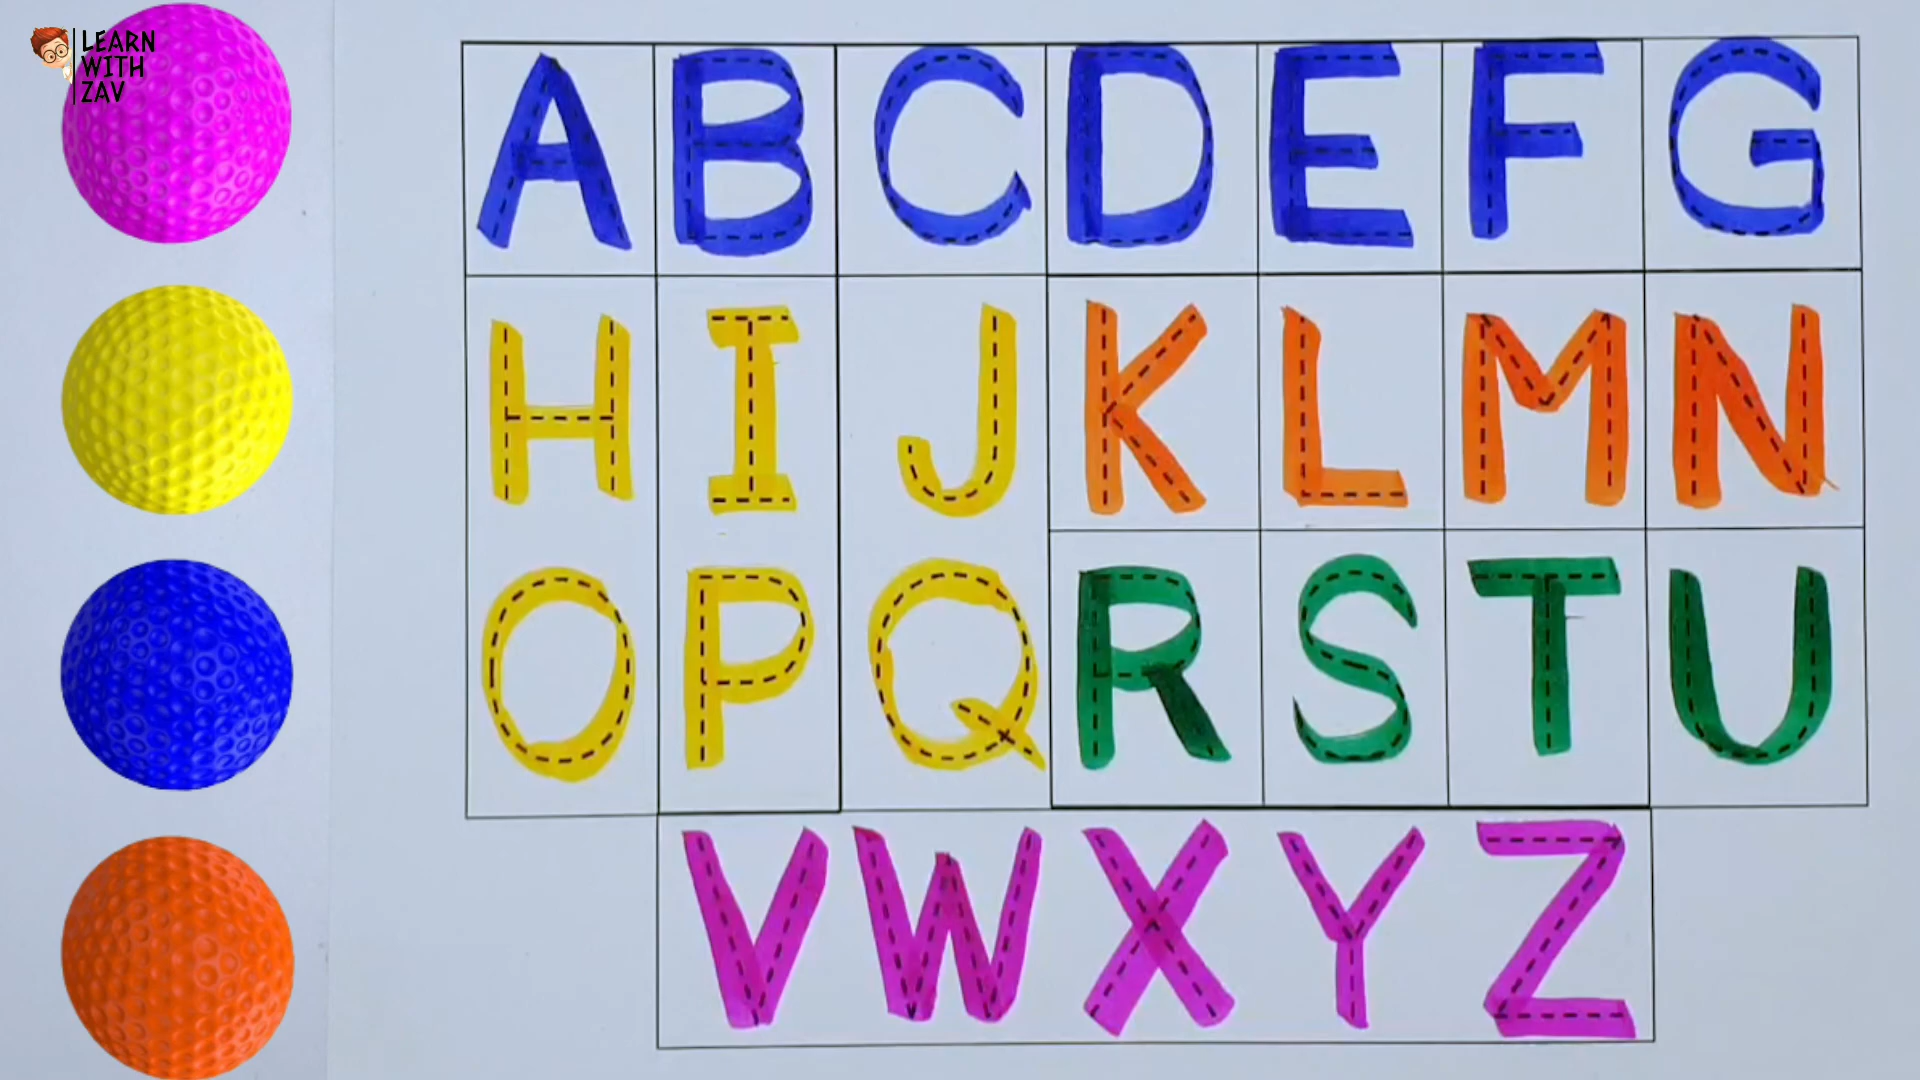 LEARN
WITH
ZAV
A B C D E F G
H I J K L M N
O P Q R S T U
V W X Y Z